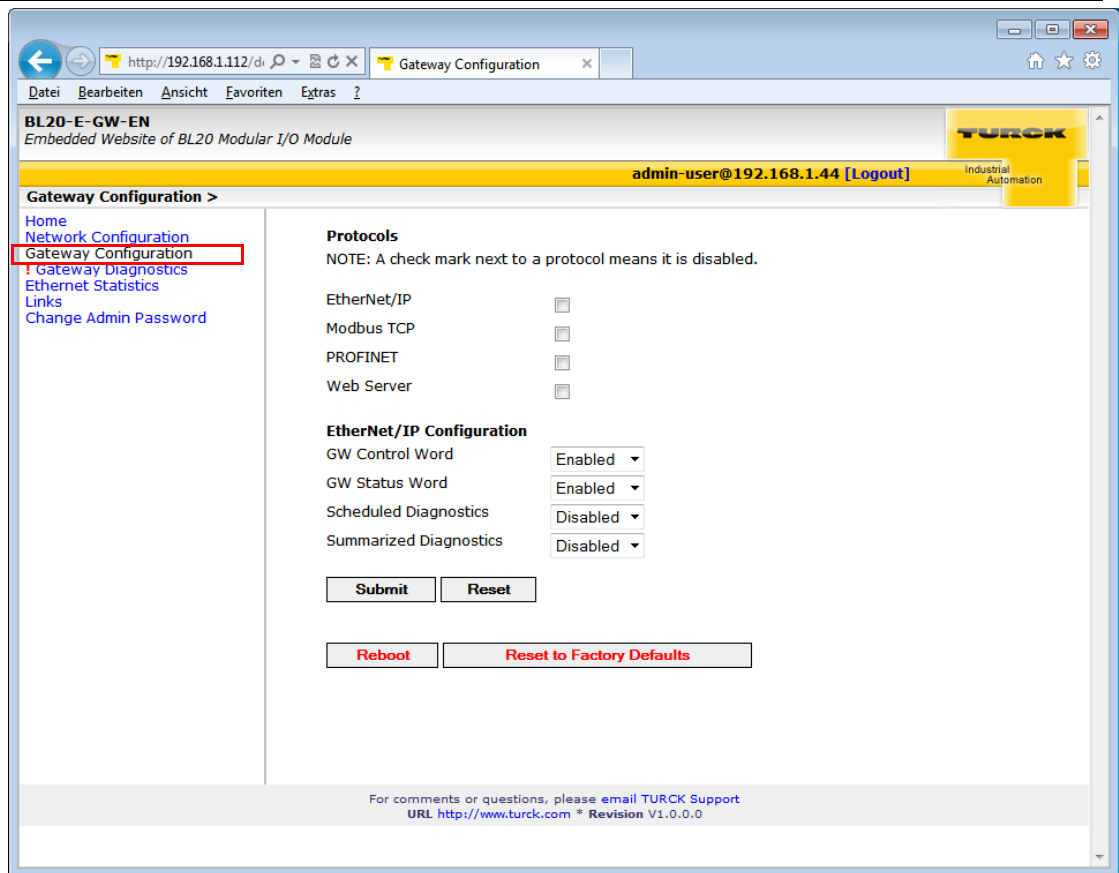 http://192.168.1.112/di
Gateway Configuration
Datei Bearbeiten Ansicht Favoriten Extras ?
BL20-E-GW-EN
Embedded Website of BL20 Modular I/O Module
TURCK
Industrial
Automation
admin-user@192.168.1.44 [Logout]
Gateway Configuration >
Home
Network Configuration
Gateway Configuration
! Gateway Diagnostics
Ethernet Statistics
Links
Change Admin Password
Protocols
NOTE: A check mark next to a protocol means it is disabled.
EtherNet/IP
Modbus TCP
PROFINET
Web Server
EtherNet/IP Configuration
GW Control Word Enabled
GW Status Word Enabled
Scheduled Diagnostics Disabled
Summarized Diagnostics Disabled
Submit Reset
Reboot Reset to Factory Defaults
For comments or questions, please email TURCK Support
URL http://www.turck.com * Revision V1.0.0.0